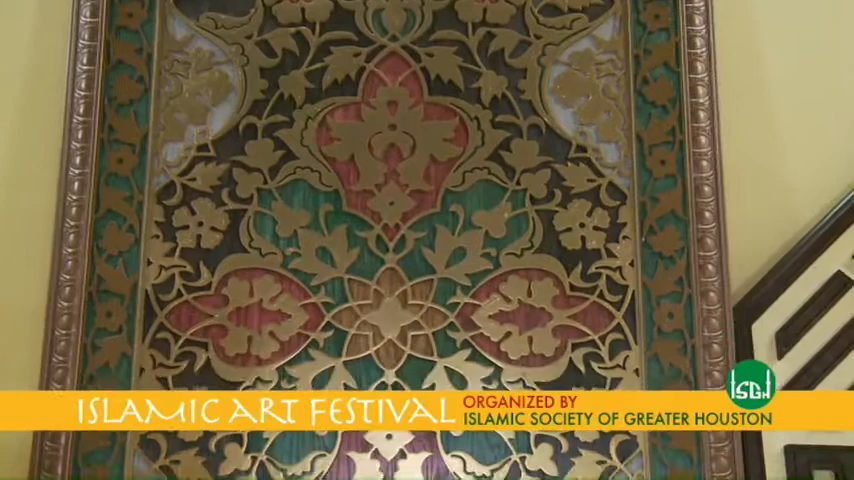 ISLAMIC ART FESTIVAL
ORGANIZED BY
ISLAMIC SOCIETY OF GREATER HOUSTON
ISGH